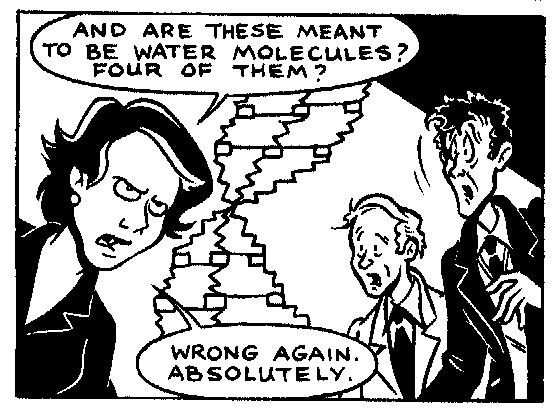 AND ARE THESE MEANT
TO BE WATER MOLECULES?
FOUR OF THEM?
WRONG AGAIN.
ABSOLUTELY.